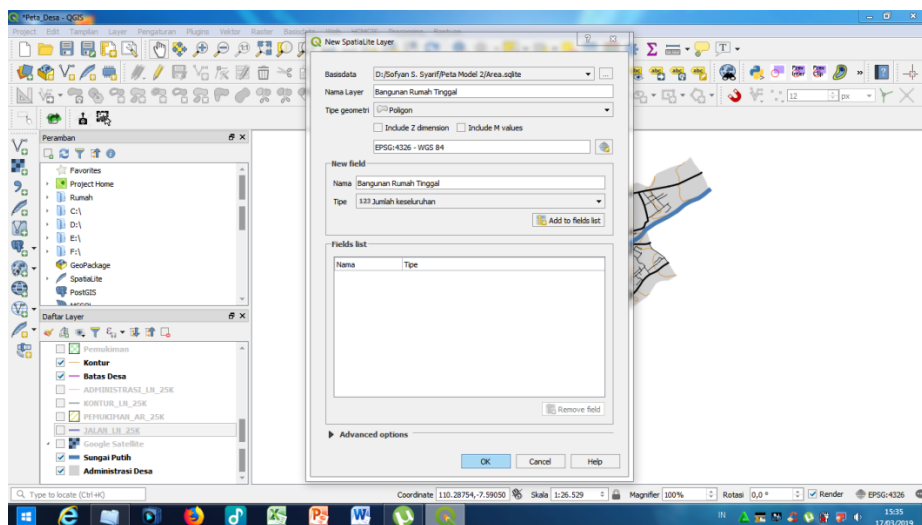 *Peta_Desa - QGIS
Project Edit Tampilan Layer Pengaturan Plugins Vektor Raster
New SpatiaLite Layer
Basisdata D:/Sofyan S. Syarif/Peta Model 2/Area.sqlite ...
Nama Layer Bangunan Rumah Tinggal
Tipe geometri Poligon
Include Z dimension Include M values
EPSG:4326 - WGS 84
New field
Nama Bangunan Rumah Tinggal
Tipe 123 Jumlah keseluruhan
Add to fields list
Fields list
Nama Tipe
Remove field
Advanced options
OK Cancel Help
12 px
Peramban
Favorites
Project Home
Rumah
C:\
D:\
E:\
F:\
GeoPackage
SpatiaLite
PostGIS
MSSQL
Daftar Layer
Pemukiman
Kontur
Batas Desa
ADMINISTRASI_LN_25K
KONTUR_LN_25K
PEMUKIMAN_AR_25K
JALAN_LN_25K
Google Satellite
Sungai Putih
Administrasi Desa
Type to locate (Ctrl+K)
Coordinate 110.28754,-7.59050 Skala 1:26.529 Magnifier 100% Rotasi 0,0 ° Render EPSG:4326
IN 15:35
17/03/2019